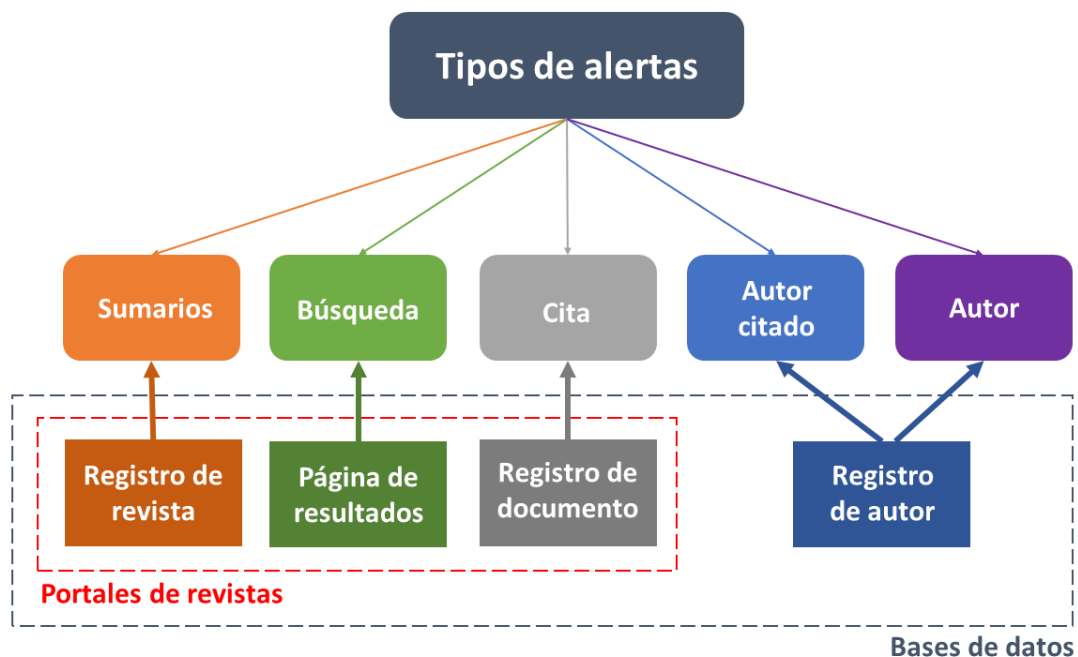 Tipos de alertas
Sumarios
Búsqueda
Cita
Autor
citado
Autor
Registro de
revista
Página de
resultados
Registro de
documento
Registro
de autor
Portales de revistas
Bases de datos